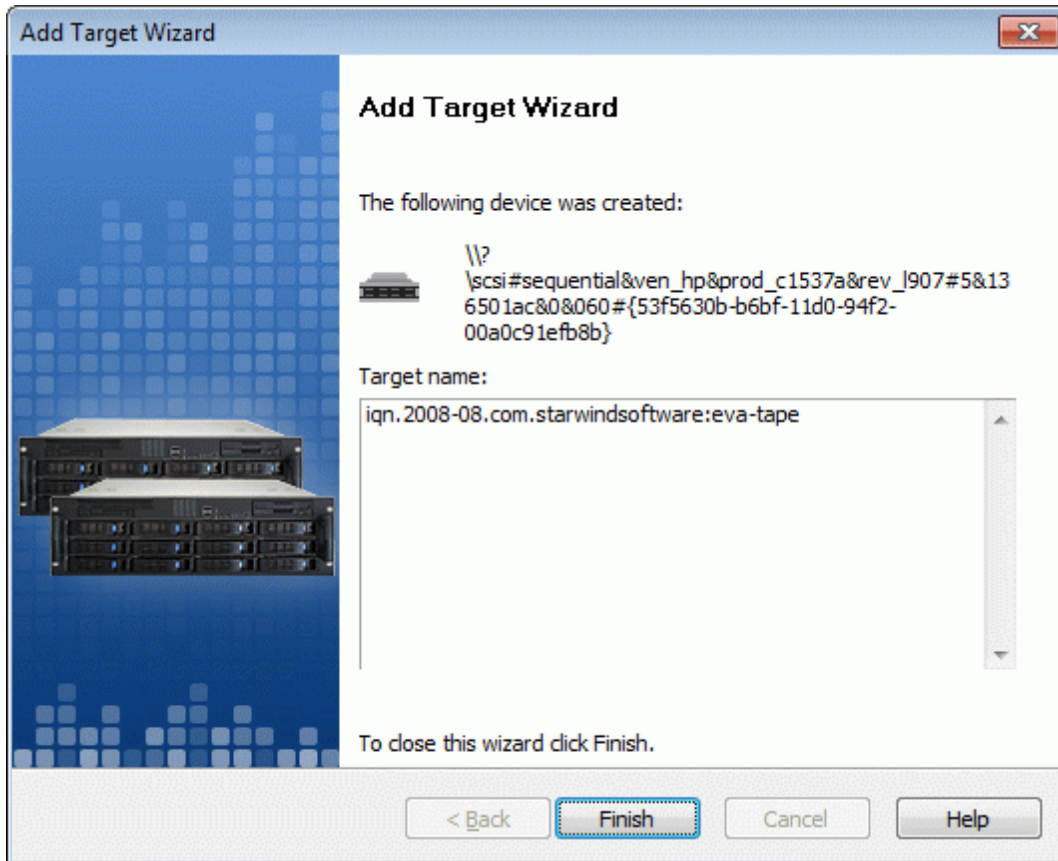 Add Target Wizard
Add Target Wizard
The following device was created:
\\?
\scsi#sequential&ven_hp&prod_c1537a&rev_l907#5&13
6501ac&0&060#{53f5630b-b6bf-11d0-94f2-
00a0c91efb8b}
Target name:
iqn.2008-08.com.starwindsoftware:eva-tape
To close this wizard click Finish.
< Back
Finish
Cancel
Help